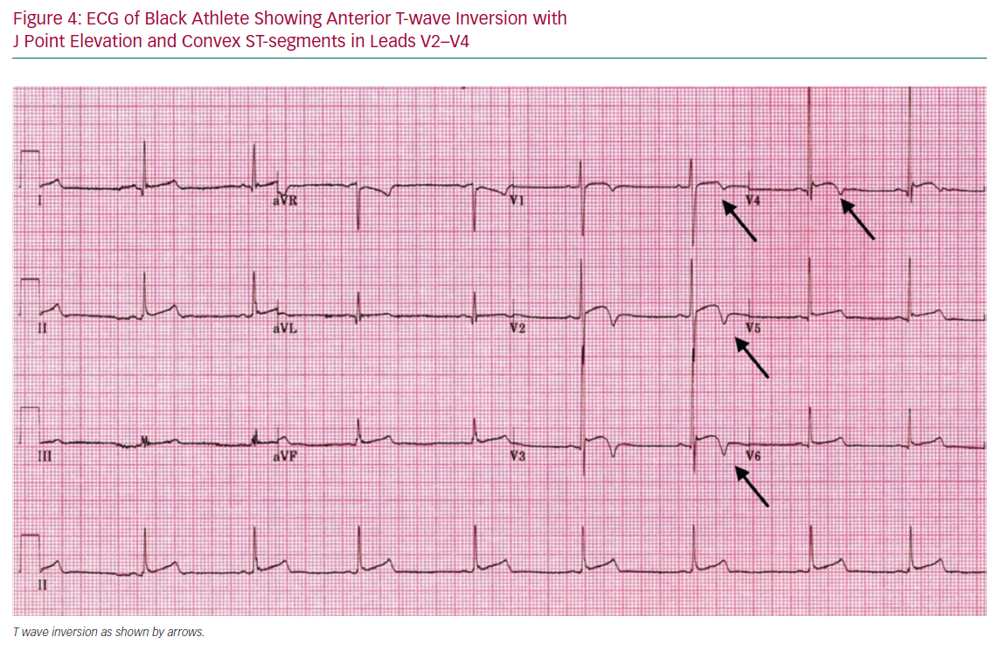 Figure 4: ECG of Black Athlete Showing Anterior T-wave Inversion with
J Point Elevation and Convex ST-segments in Leads V2–V4
I aVR V1 V4
II aVL V2 V5
III aVF V3 V6
II
T wave inversion as shown by arrows.